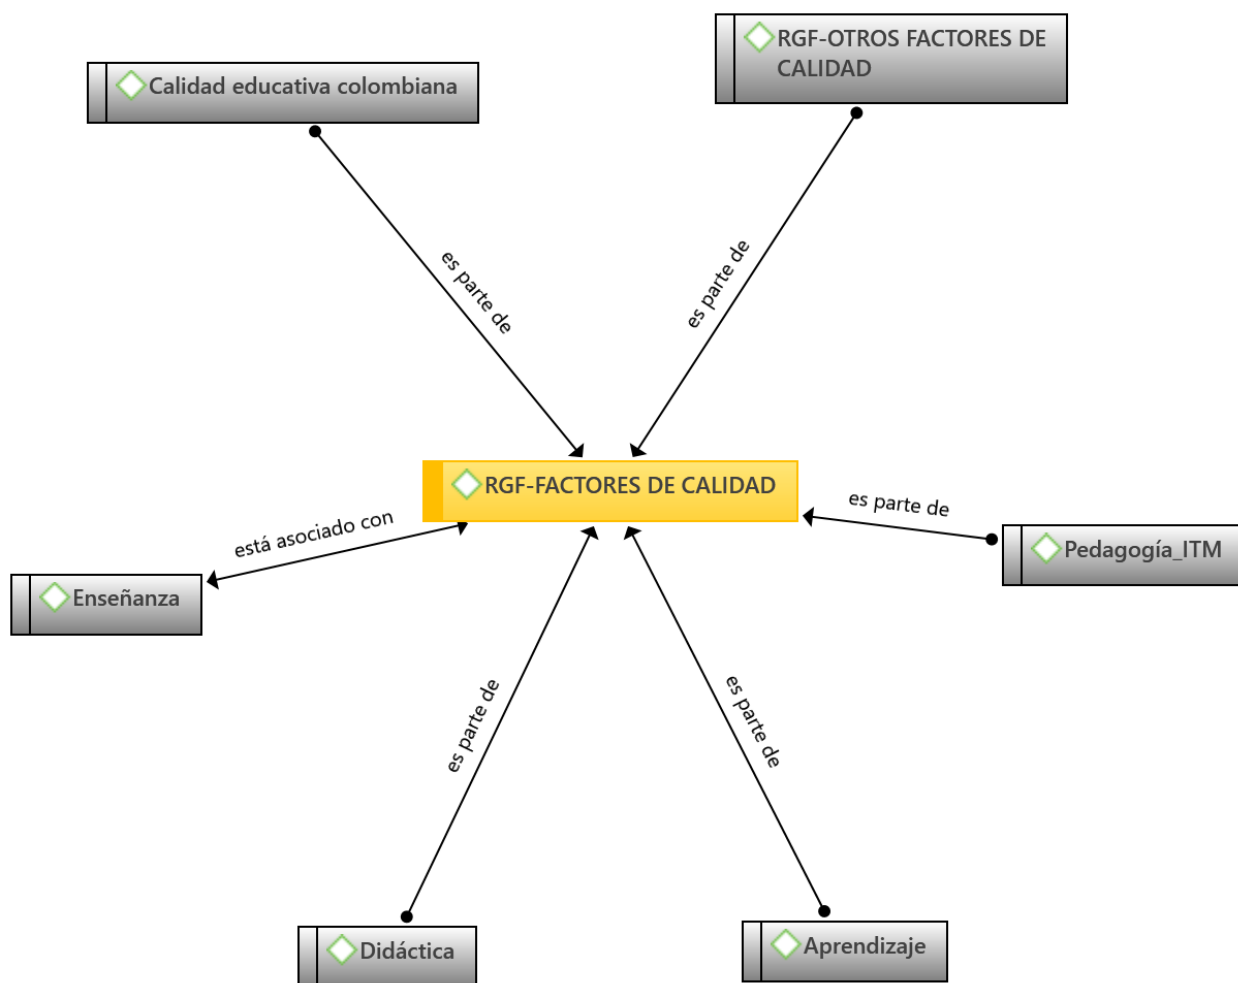 RGF-OTROS FACTORES DE
CALIDAD
Calidad educativa colombiana
es parte de
es parte de
RGF-FACTORES DE CALIDAD
es parte de
está asociado con
Pedagogía_ITM
Enseñanza
es parte de
es parte de
Didáctica
Aprendizaje